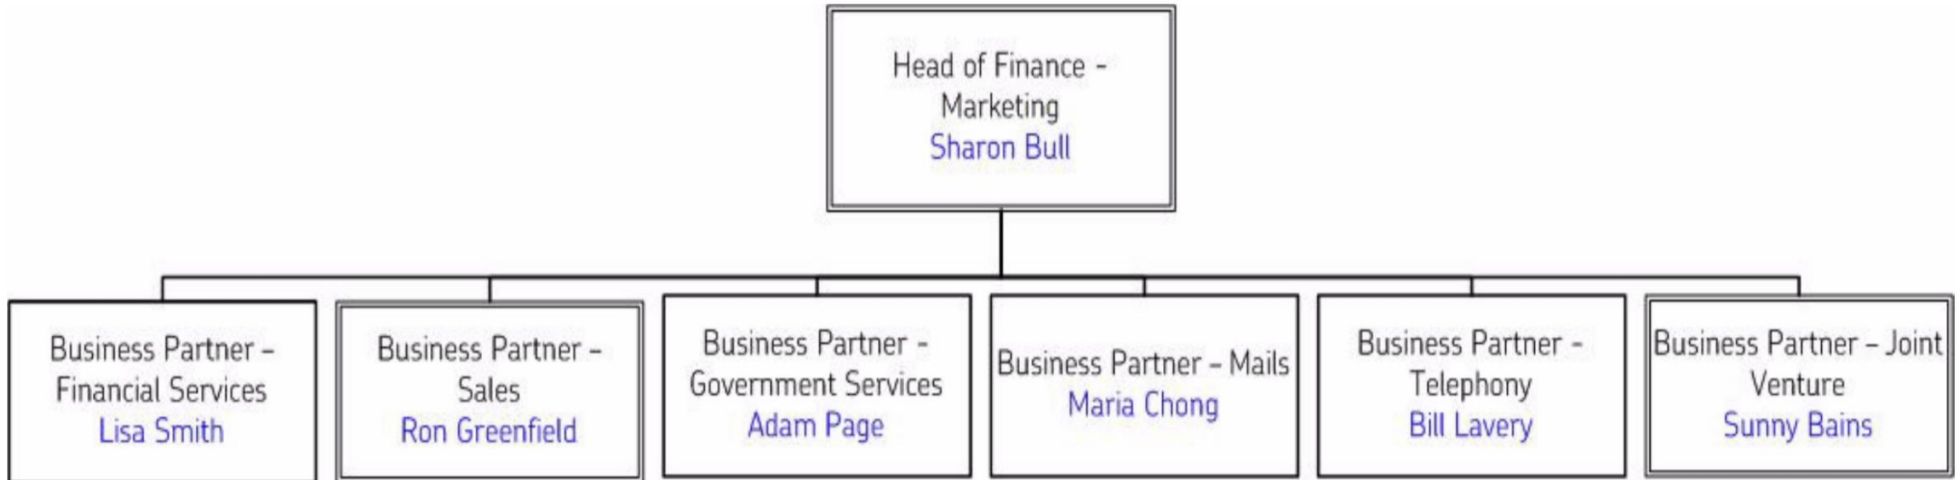 Head of Finance -
Marketing
Sharon Bull
Business Partner –
Financial Services
Lisa Smith
Business Partner –
Sales
Ron Greenfield
Business Partner -
Government Services
Adam Page
Business Partner – Mails
Maria Chong
Business Partner -
Telephony
Bill Lavery
Business Partner – Joint
Venture
Sunny Bains